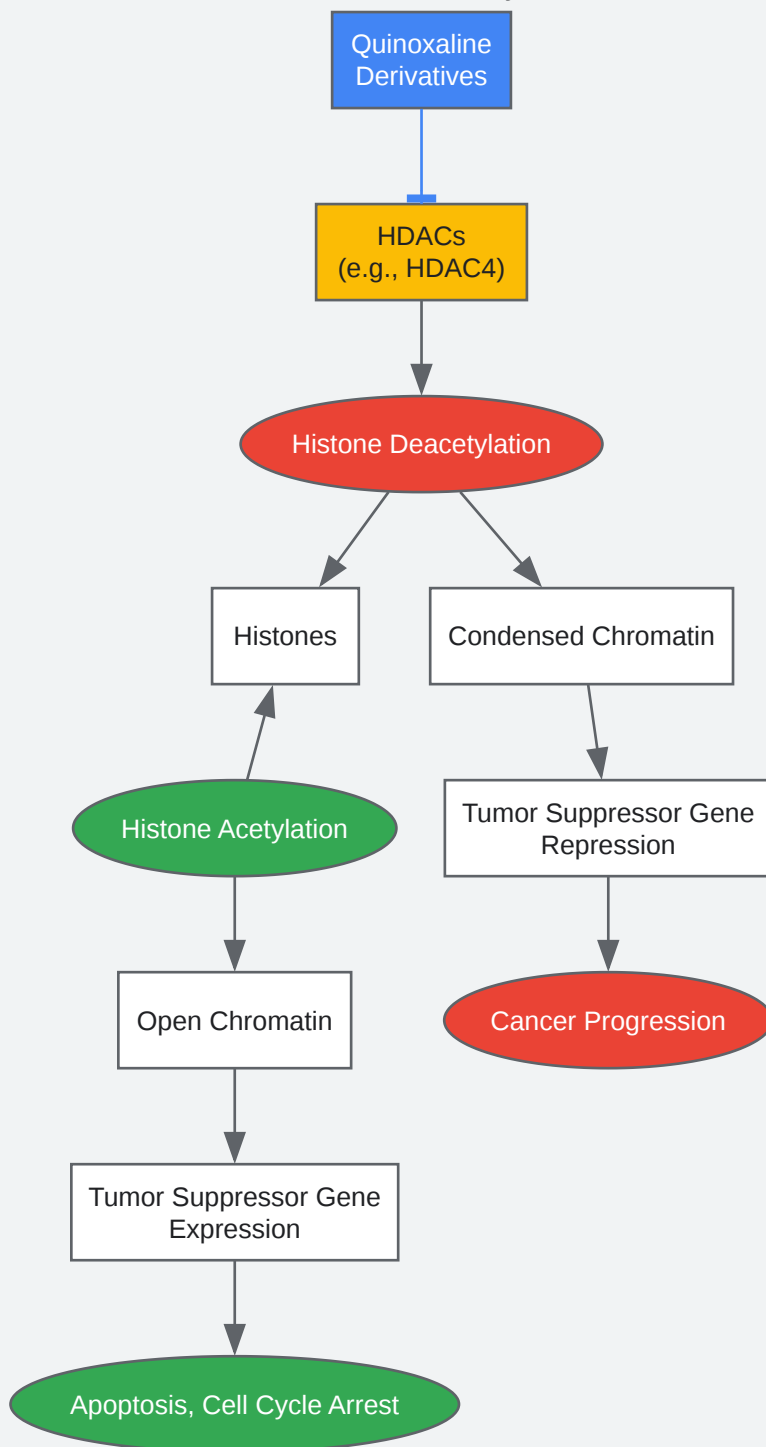 Quinoxaline
Derivatives
HDACs
(e.g., HDAC4)
Histone Deacetylation
Histones
Condensed Chromatin
Histone Acetylation
Tumor Suppressor Gene
Repression
Open Chromatin
Cancer Progression
Tumor Suppressor Gene
Expression
Apoptosis, Cell Cycle Arrest